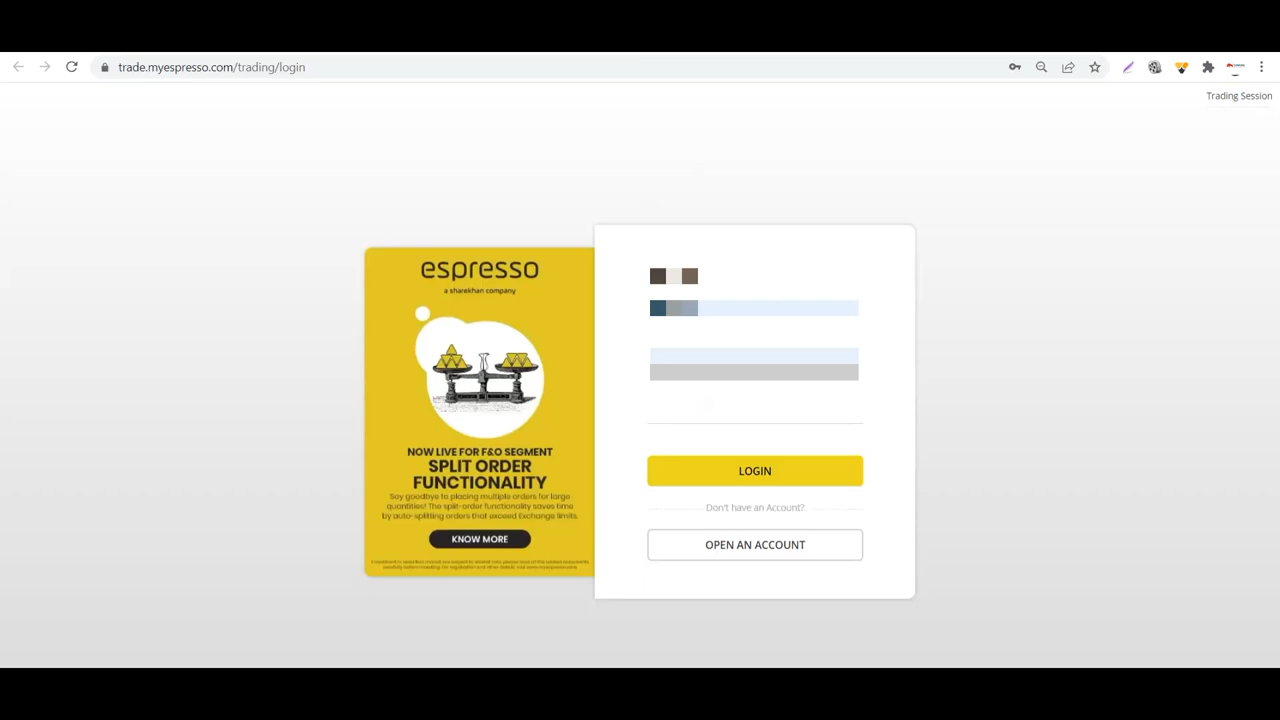 trade.myespresso.com/trading/login
Trading Session
espresso
a sharekhan company
NOW LIVE FOR F&O SEGMENT
SPLIT ORDER
FUNCTIONALITY
Say goodbye to placing multiple orders for large
quantities! The split-order functionality saves time
by auto-splitting orders that exceed Exchange limits.
KNOW MORE
LOGIN
Don't have an Account?
OPEN AN ACCOUNT